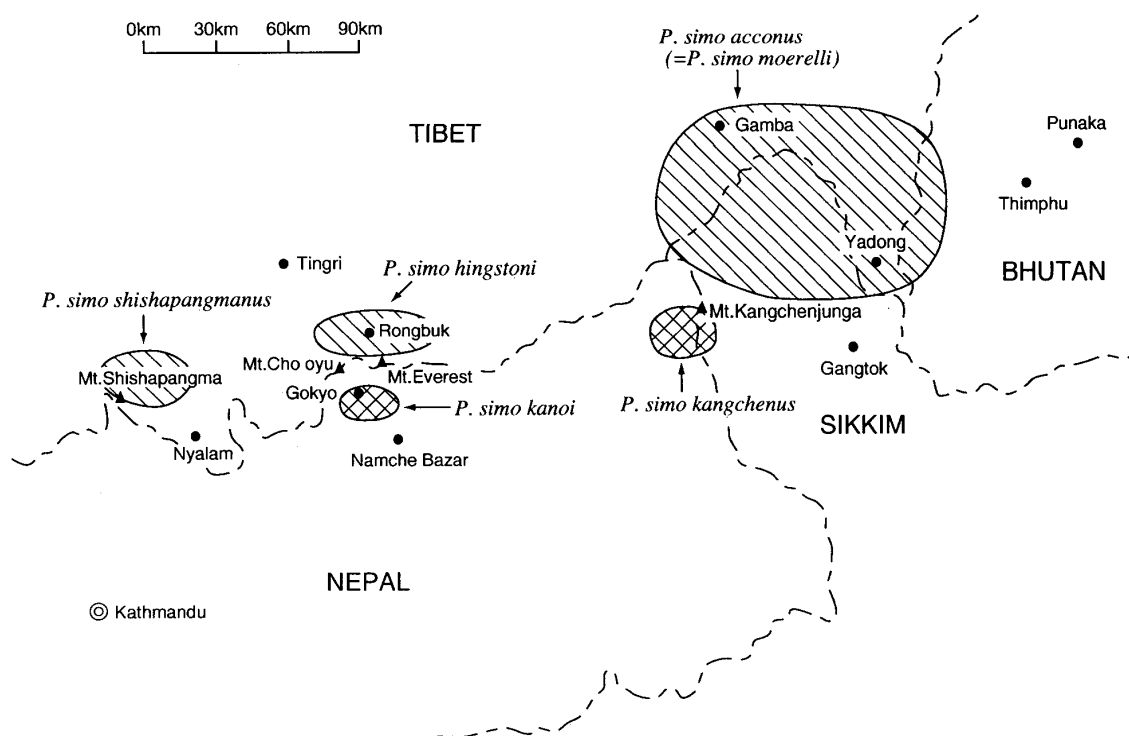 0km 30km 60km 90km
P. simo acconus
(=P. simo moerelli)
TIBET
Gamba
Punaka
Thimphu
Yadong
BHUTAN
Tingri
P. simo hingstoni
P. simo shishapangmanus
Rongbuk
Mt.Kangchenjunga
Mt.Cho oyu
Mt.Everest
Mt.Shishapangma
Gangtok
Gokyo
P. simo kanoi
P. simo kangchenus
SIKKIM
Nyalam
Namche Bazar
NEPAL
Kathmandu